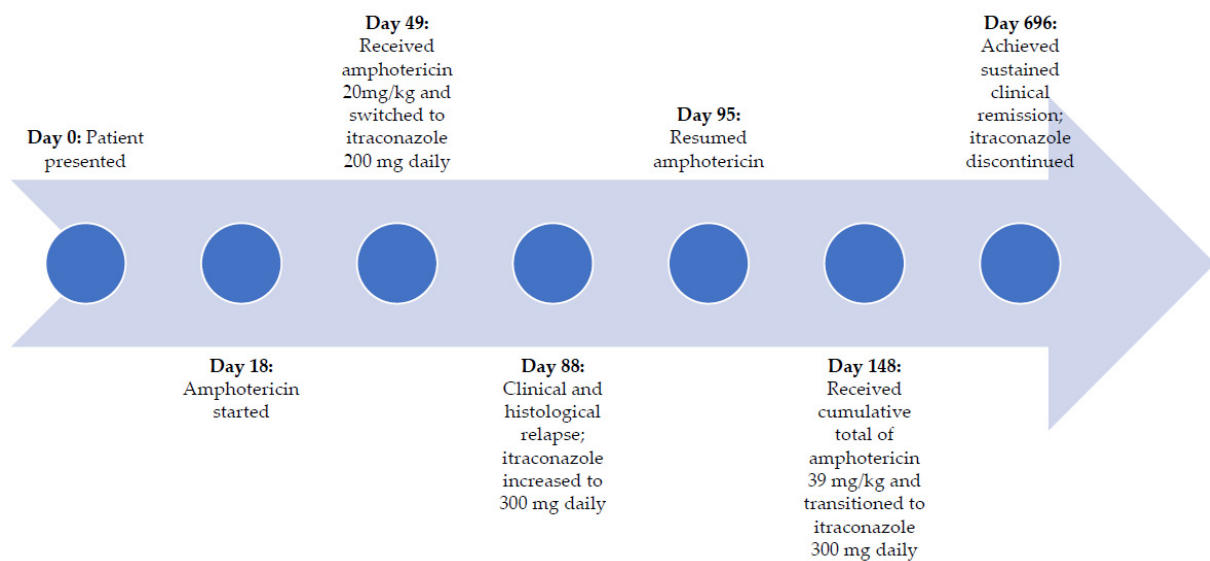 Day 0: Patient
presented
Day 18:
Amphotericin
started
Day 49:
Received
amphotericin
20mg/kg and
switched to
itraconazole
200 mg daily
Day 88:
Clinical and
histological
relapse;
itraconazole
increased to
300 mg daily
Day 95:
Resumed
amphotericin
Day 148:
Received
cumulative
total of
amphotericin
39 mg/kg and
transitioned to
itraconazole
300 mg daily
Day 696:
Achieved
sustained
clinical
remission;
itraconazole
discontinued